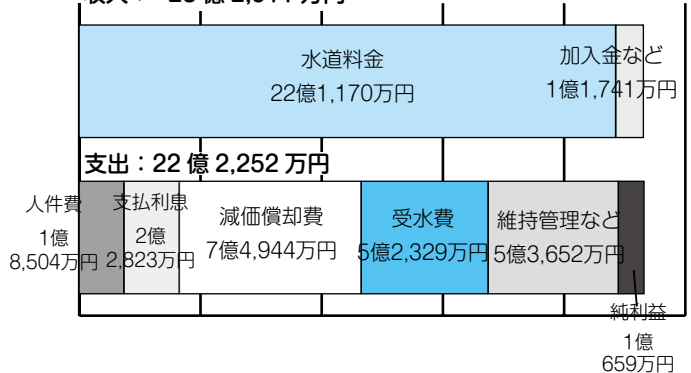 水道料金
22億1,170万円
加入金など
1億1,741万円
支出：22億2,252万円
人件費
1億
8,504万円
支払利息
2億
2,823万円
減価償却費
7億4,944万円
受水費
5億2,329万円
維持管理など
5億3,652万円
純利益
1億
659万円